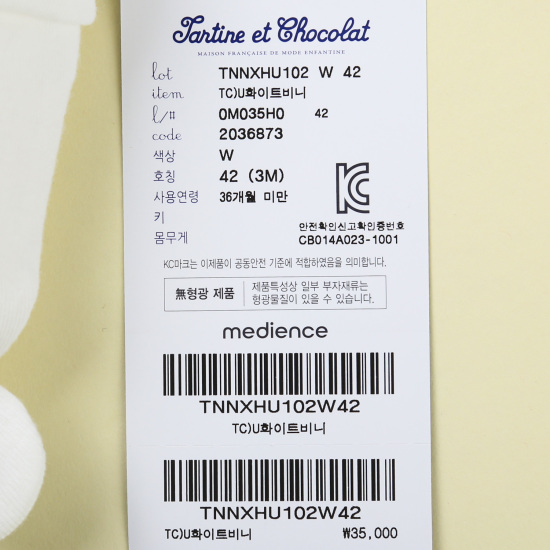 Tartine et Chocolat
MAISON FRANÇAISE DE MODE ENFANTINE
lot TNNXHU102 W 42
item TC)U화이트비니
l/# 0M035H0 42
code 2036873
색상 W
호칭 42 (3M)
사용연령 36개월 미만
키
몸무게
KC
안전확인신고확인증번호
CB014A023-1001
KC마크는 이제품이 공통안전 기준에 적합하였음을 의미합니다.
無형광 제품 제품특성상 일부 부자재류는
형광물질이 있을 수 있습니다.
medience
TNNXHU102W42
TC)U화이트비니
TNNXHU102W42
TC)U화이트비니 ₩35,000